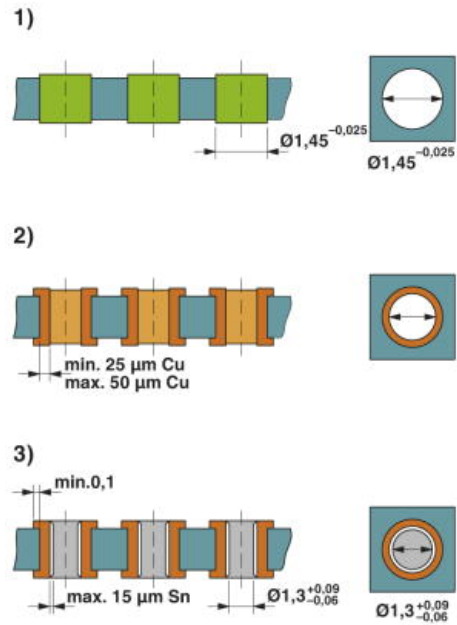 1)
Ø1,45 -0,025
Ø1,45 -0,025
2)
min. 25 µm Cu
max. 50 µm Cu
3)
min.0,1
max. 15 µm Sn
Ø1,3 +0,09 -0,06
Ø1,3 +0,09 -0,06